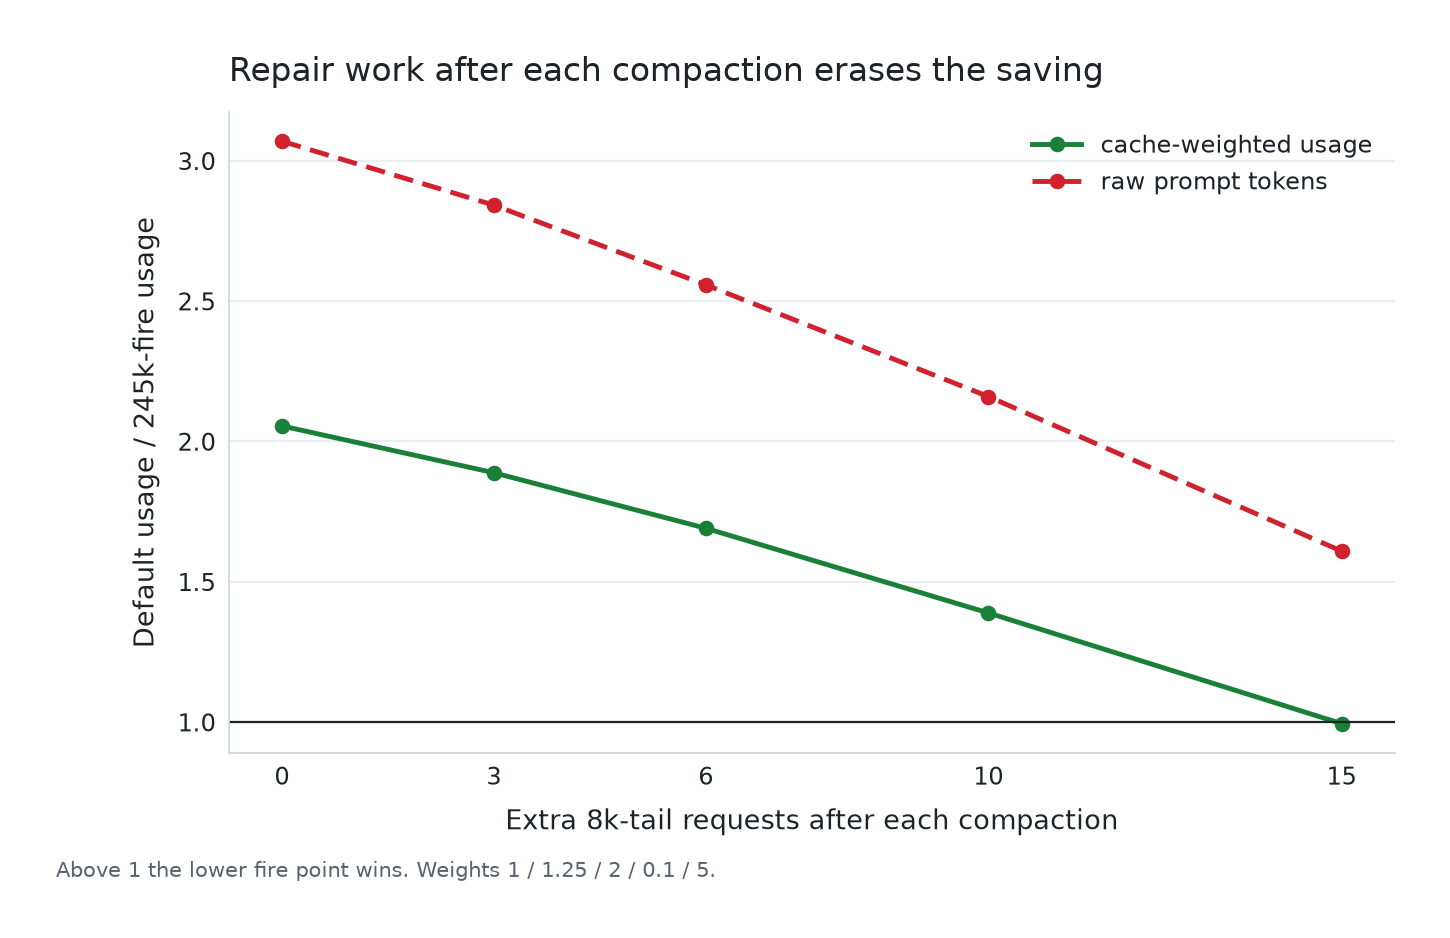 Repair work after each compaction erases the saving
cache-weighted usage
raw prompt tokens
Default usage / 245k-fire usage
3.0
2.5
2.0
1.5
1.0
0 3 6 10 15
Extra 8k-tail requests after each compaction
Above 1 the lower fire point wins. Weights 1 / 1.25 / 2 / 0.1 / 5.